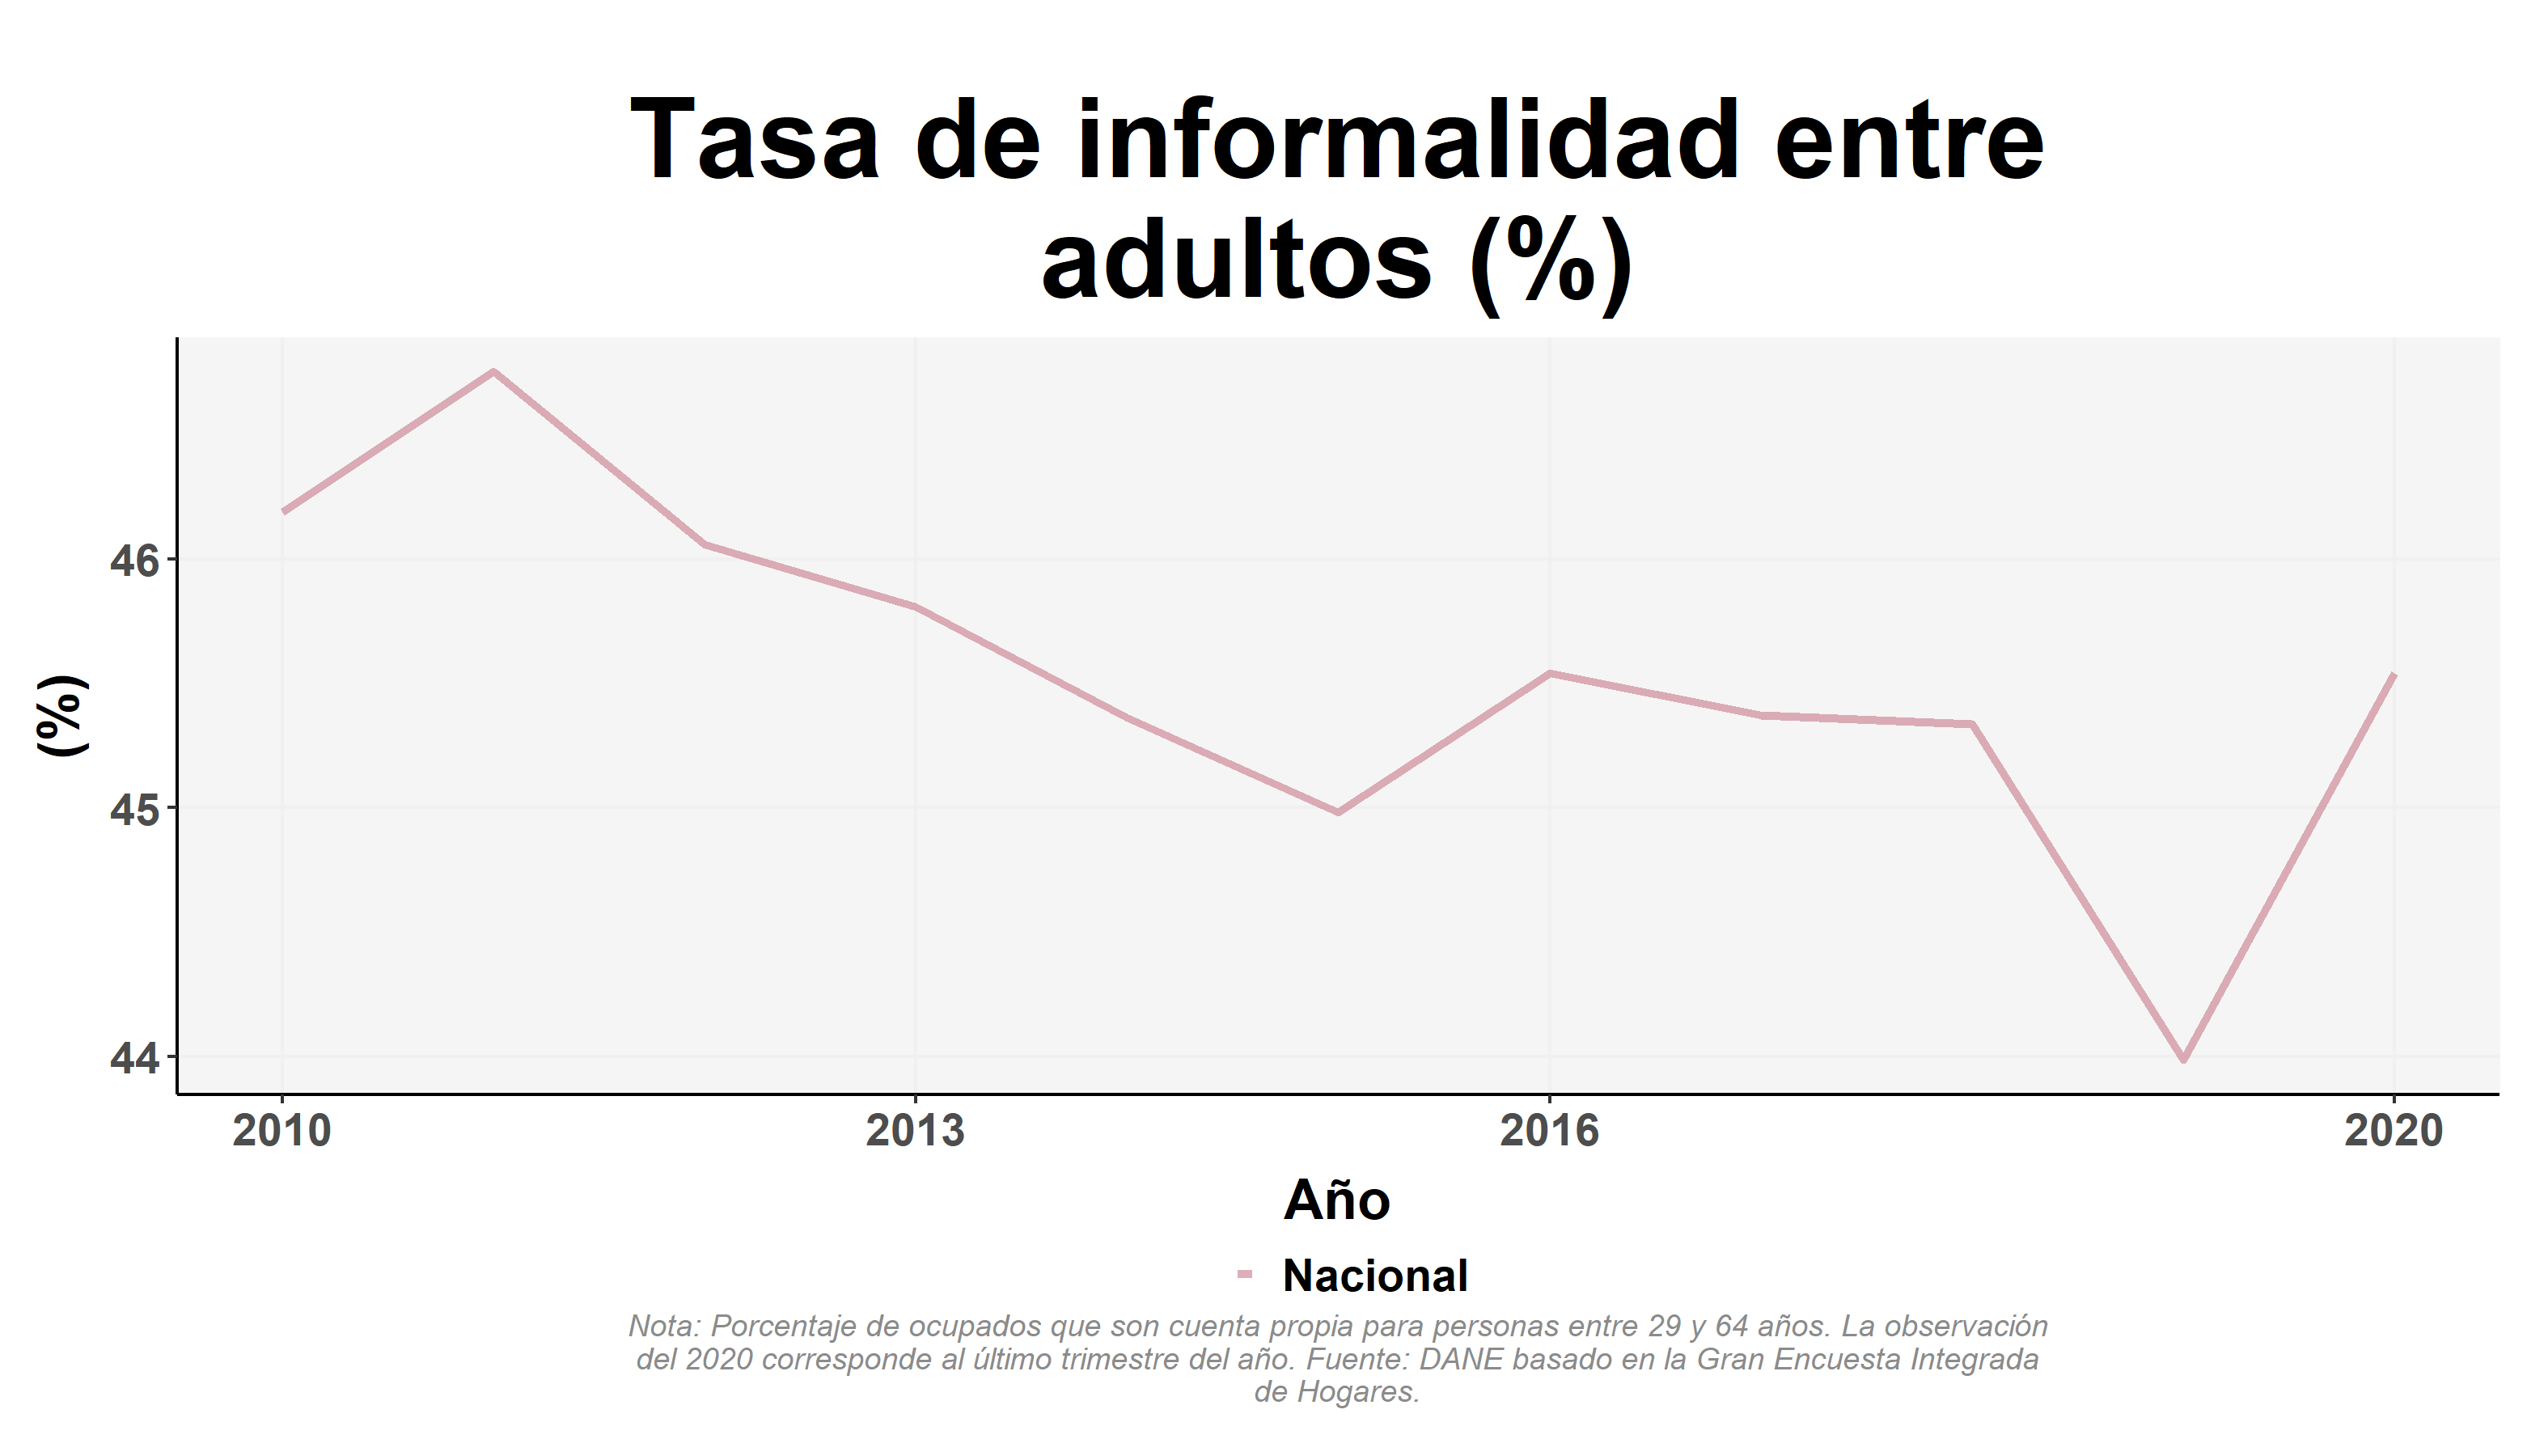 Tasa de informalidad entre
adultos (%)
(%)
46
45
44
2010
2013
2016
2020
Año
Nacional
Nota: Porcentaje de ocupados que son cuenta propia para personas entre 29 y 64 años. La observación
del 2020 corresponde al último trimestre del año. Fuente: DANE basado en la Gran Encuesta Integrada
de Hogares.